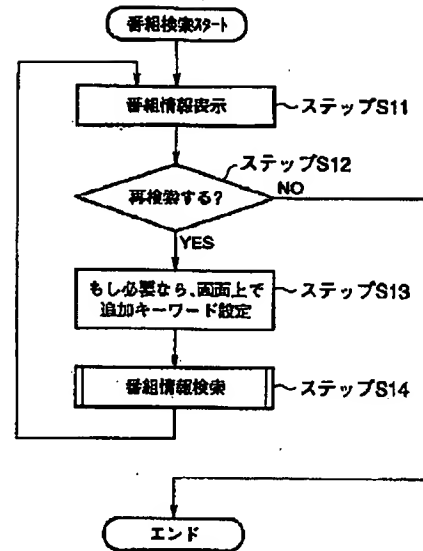 番組検索スタート
番組情報表示
ステップS11
ステップS12
再検索する?
NO
YES
もし必要なら、画面上で
追加キーワード設定
ステップS13
番組情報検索
ステップS14
エンド